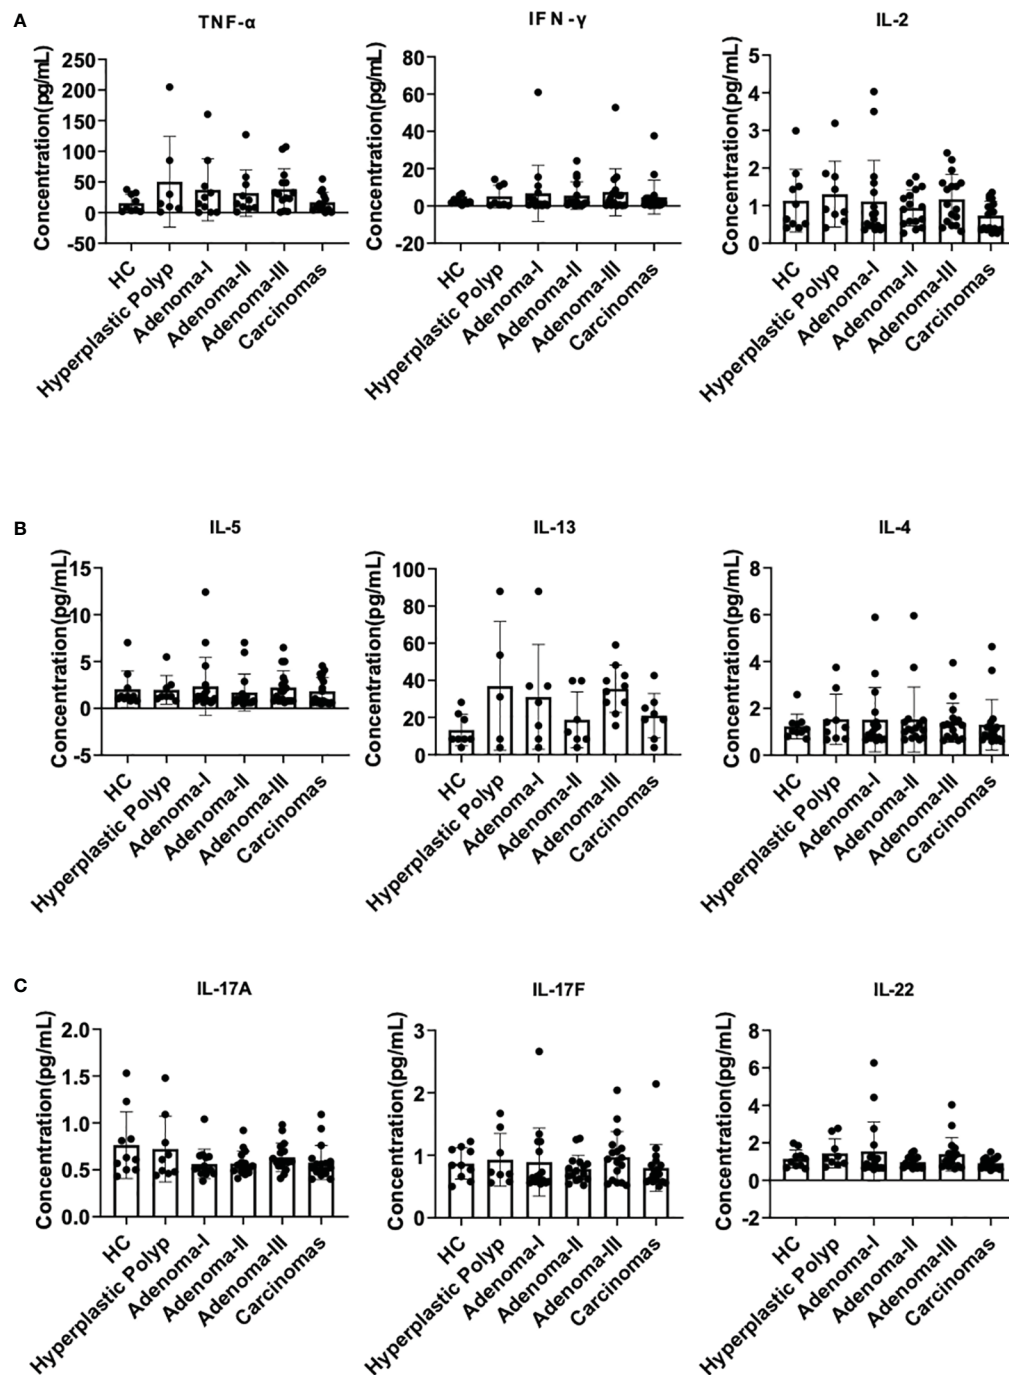 A
TNF-α
IFN-γ
IL-2
Concentration(pg/mL)
250
200
150
100
50
0
-50
HC
Hyperplastic Polyp
Adenoma-I
Adenoma-II
Adenoma-III
Carcinomas
Concentration(pg/mL)
80
60
40
20
0
-20
HC
Hyperplastic Polyp
Adenoma-I
Adenoma-II
Adenoma-III
Carcinomas
Concentration(pg/mL)
5
4
3
2
1
0
HC
Hyperplastic Polyp
Adenoma-I
Adenoma-II
Adenoma-III
Carcinomas
B
IL-5
IL-13
IL-4
Concentration(pg/mL)
15
10
5
0
-5
HC
Hyperplastic Polyp
Adenoma-I
Adenoma-II
Adenoma-III
Carcinomas
Concentration(pg/mL)
100
80
60
40
20
0
HC
Hyperplastic Polyp
Adenoma-I
Adenoma-II
Adenoma-III
Carcinomas
Concentration(pg/mL)
8
6
4
2
0
HC
Hyperplastic Polyp
Adenoma-I
Adenoma-II
Adenoma-III
Carcinomas
C
IL-17A
IL-17F
IL-22
Concentration(pg/mL)
2.0
1.5
1.0
0.5
0.0
HC
Hyperplastic Polyp
Adenoma-I
Adenoma-II
Adenoma-III
Carcinomas
Concentration(pg/mL)
3
2
1
0
HC
Hyperplastic Polyp
Adenoma-I
Adenoma-II
Adenoma-III
Carcinomas
Concentration(pg/mL)
8
6
4
2
0
-2
HC
Hyperplastic Polyp
Adenoma-I
Adenoma-II
Adenoma-III
Carcinomas